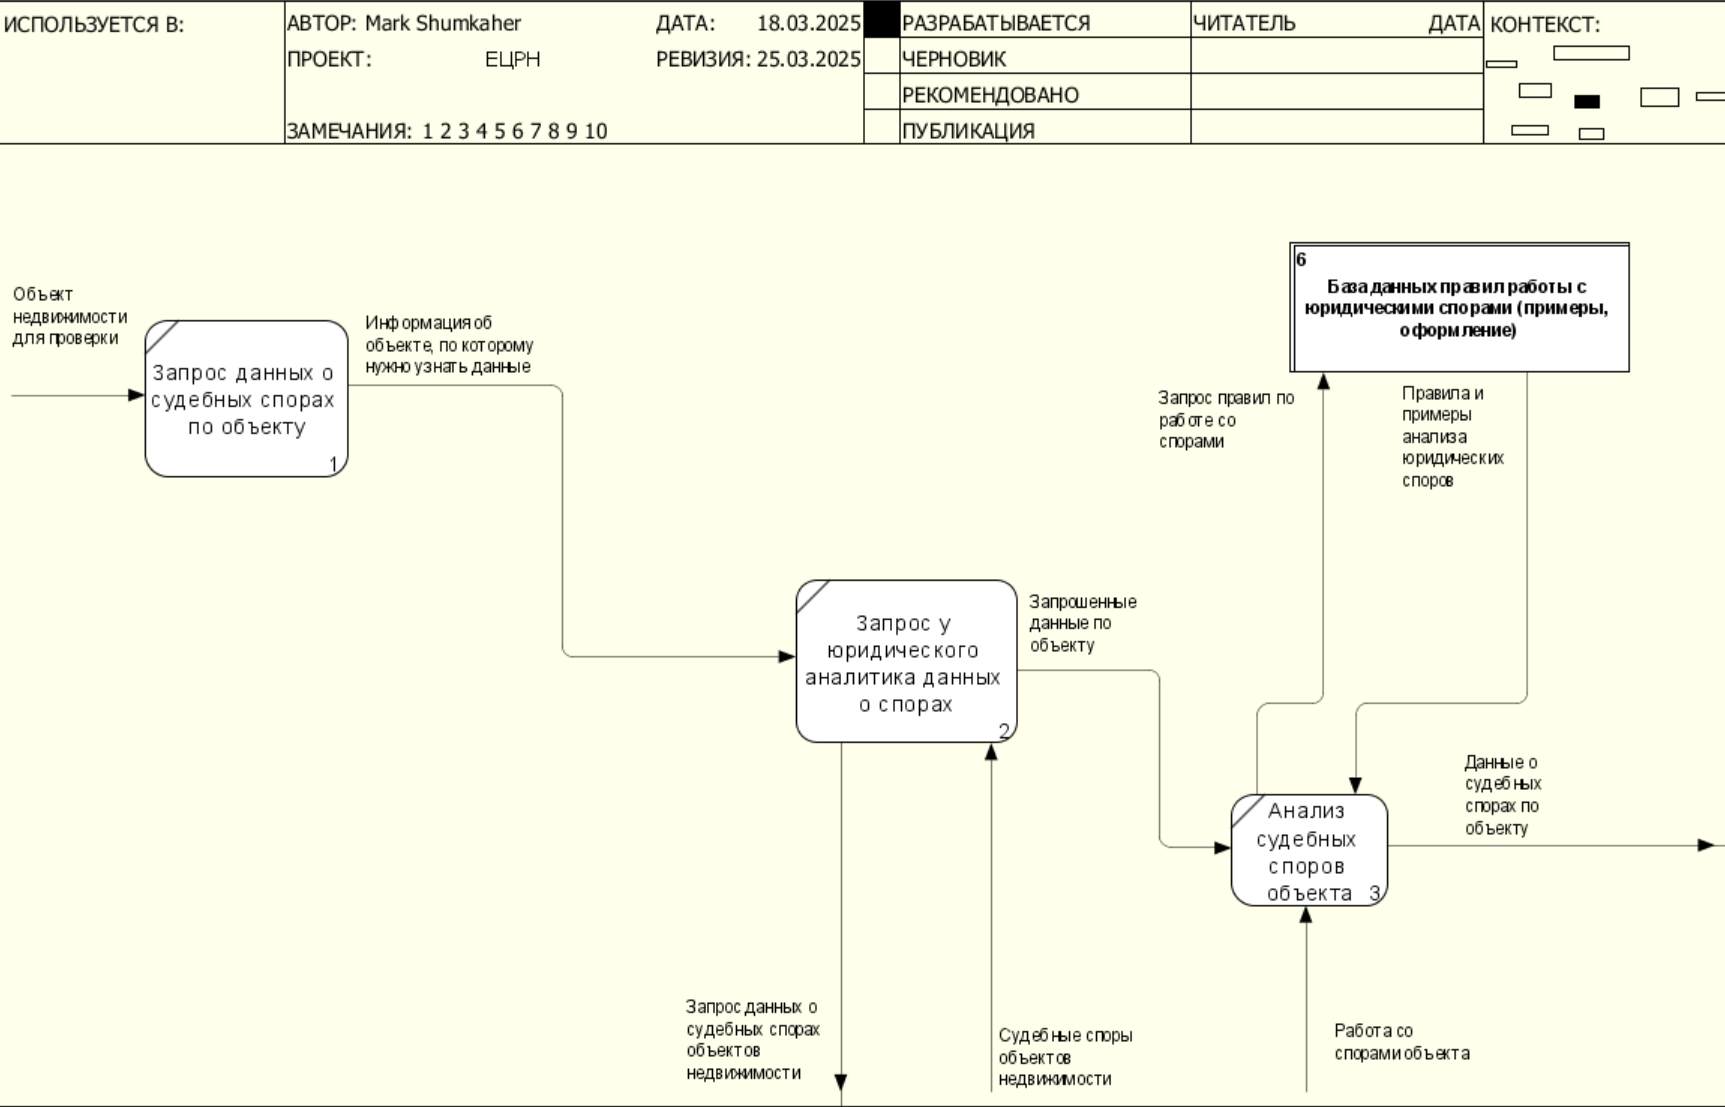 ИСПОЛЬЗУЕТСЯ В:
АВТОР: Mark Shumkaher
ДАТА: 18.03.2025
ПРОЕКТ: ЕЦРН
РЕВИЗИЯ: 25.03.2025
ЗАМЕЧАНИЯ: 1 2 3 4 5 6 7 8 9 10
РАЗРАБАТЫВАЕТСЯ
ЧЕРНОВИК
РЕКОМЕНДОВАНО
ПУБЛИКАЦИЯ
ЧИТАТЕЛЬ
ДАТА
КОНТЕКСТ:
Объект
недвижимости
для проверки
Запрос данных о
судебных спорах
по объекту
1
Информация об
объекте, по которому
нужно узнать данные
6
База данных правил работы с
юридическими спорами (примеры,
оформление)
Запрос правил по
работе со
спорами
Правила и
примеры
анализа
юридических
споров
Запрос у
юридического
аналитика данных
о спорах
2
Запрошенные
данные по
объекту
Анализ
судебных
споров
объекта 3
Данные о
судебных
спорах по
объекту
Запрос данных о
судебных спорах
объектов
недвижимости
Судебные споры
объектов
недвижимости
Работа со
спорами объекта